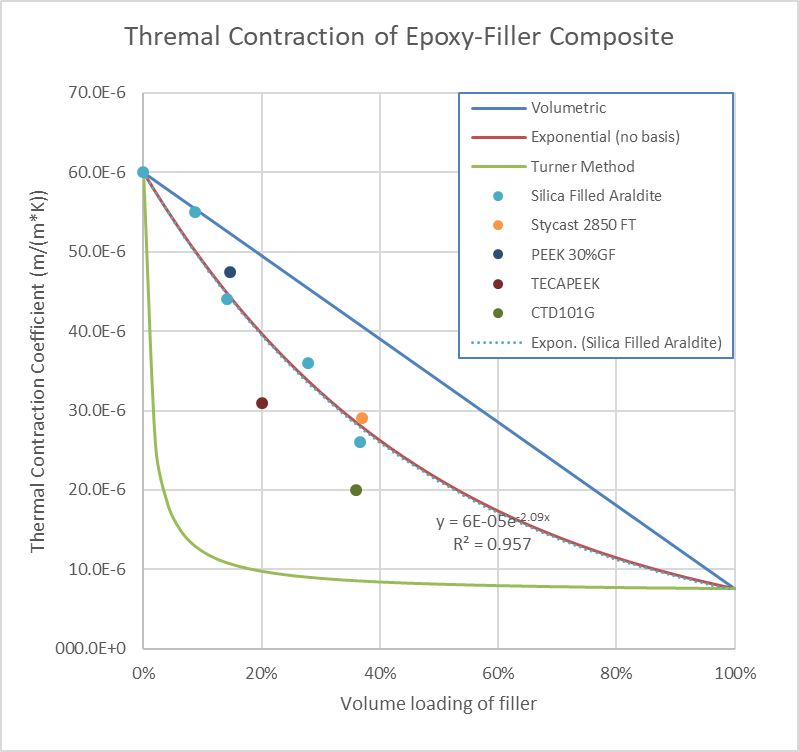 Thremal Contraction of Epoxy-Filler Composite
70.0E-6
60.0E-6
50.0E-6
40.0E-6
30.0E-6
20.0E-6
10.0E-6
000.0E+0
Thermal Contraction Coefficient (m/(m*K))
Volumetric
Exponential (no basis)
Turner Method
Silica Filled Araldite
Stycast 2850 FT
PEEK 30%GF
TECAPEEK
CTD101G
Expon. (Silica Filled Araldite)
y = 6E-05e-2.09x
R² = 0.957
0% 20% 40% 60% 80% 100%
Volume loading of filler